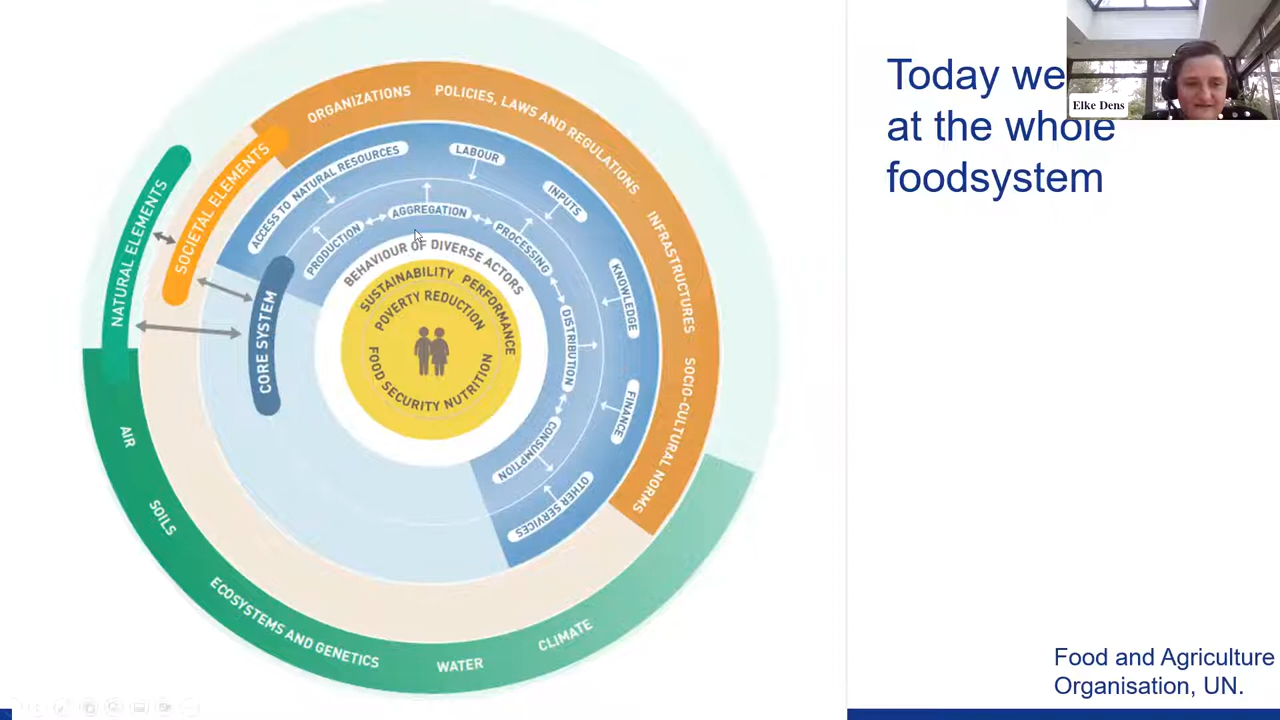 Today we
at the whole
foodsystem
Elke Dens
ORGANIZATIONS
POLICIES, LAWS AND REGULATIONS
INFRASTRUCTURES
SOCIO-CULTURAL NORMS
NATURAL ELEMENTS
SOCIETAL ELEMENTS
CORE SYSTEM
ACCESS TO NATURAL RESOURCES
LABOUR
INPUTS
KNOWLEDGE
FINANCE
OTHER SERVICES
PRODUCTION
AGGREGATION
PROCESSING
DISTRIBUTION
CONSUMPTION
BEHAVIOUR OF DIVERSE ACTORS
SUSTAINABILITY PERFORMANCE
POVERTY REDUCTION
FOOD SECURITY NUTRITION
AIR
SOILS
ECOSYSTEMS AND GENETICS
WATER
CLIMATE
Food and Agriculture
Organisation, UN.